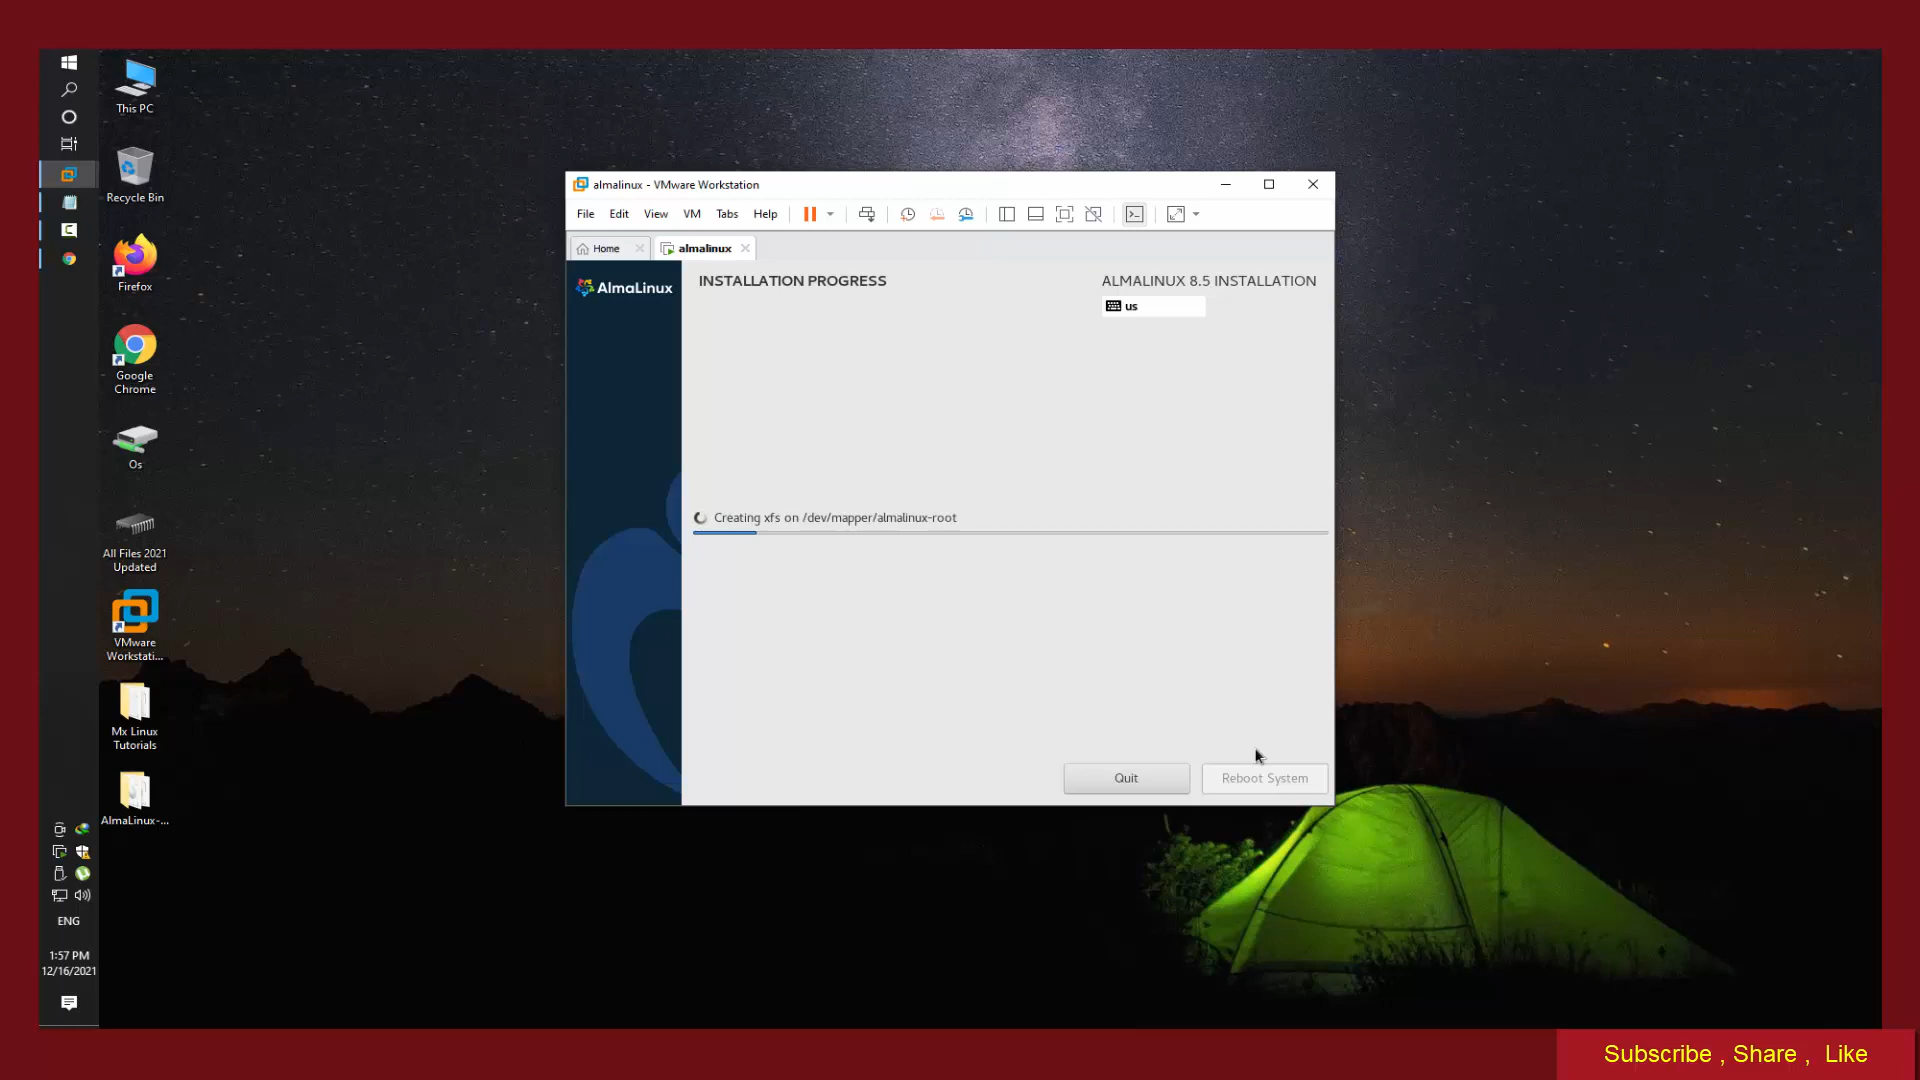 This PC
Recycle Bin
Firefox
Google
Chrome
Os
All Files 2021
Updated
VMware
Workstati...
Mx Linux
Tutorials
AlmaLinux-...
ENG
1:57 PM
12/16/2021
almalinux - VMware Workstation
File Edit View VM Tabs Help
Home almalinux
AlmaLinux
INSTALLATION PROGRESS
ALMALINUX 8.5 INSTALLATION
us
Creating xfs on /dev/mapper/almalinux-root
Quit
Reboot System
Subscribe , Share , Like